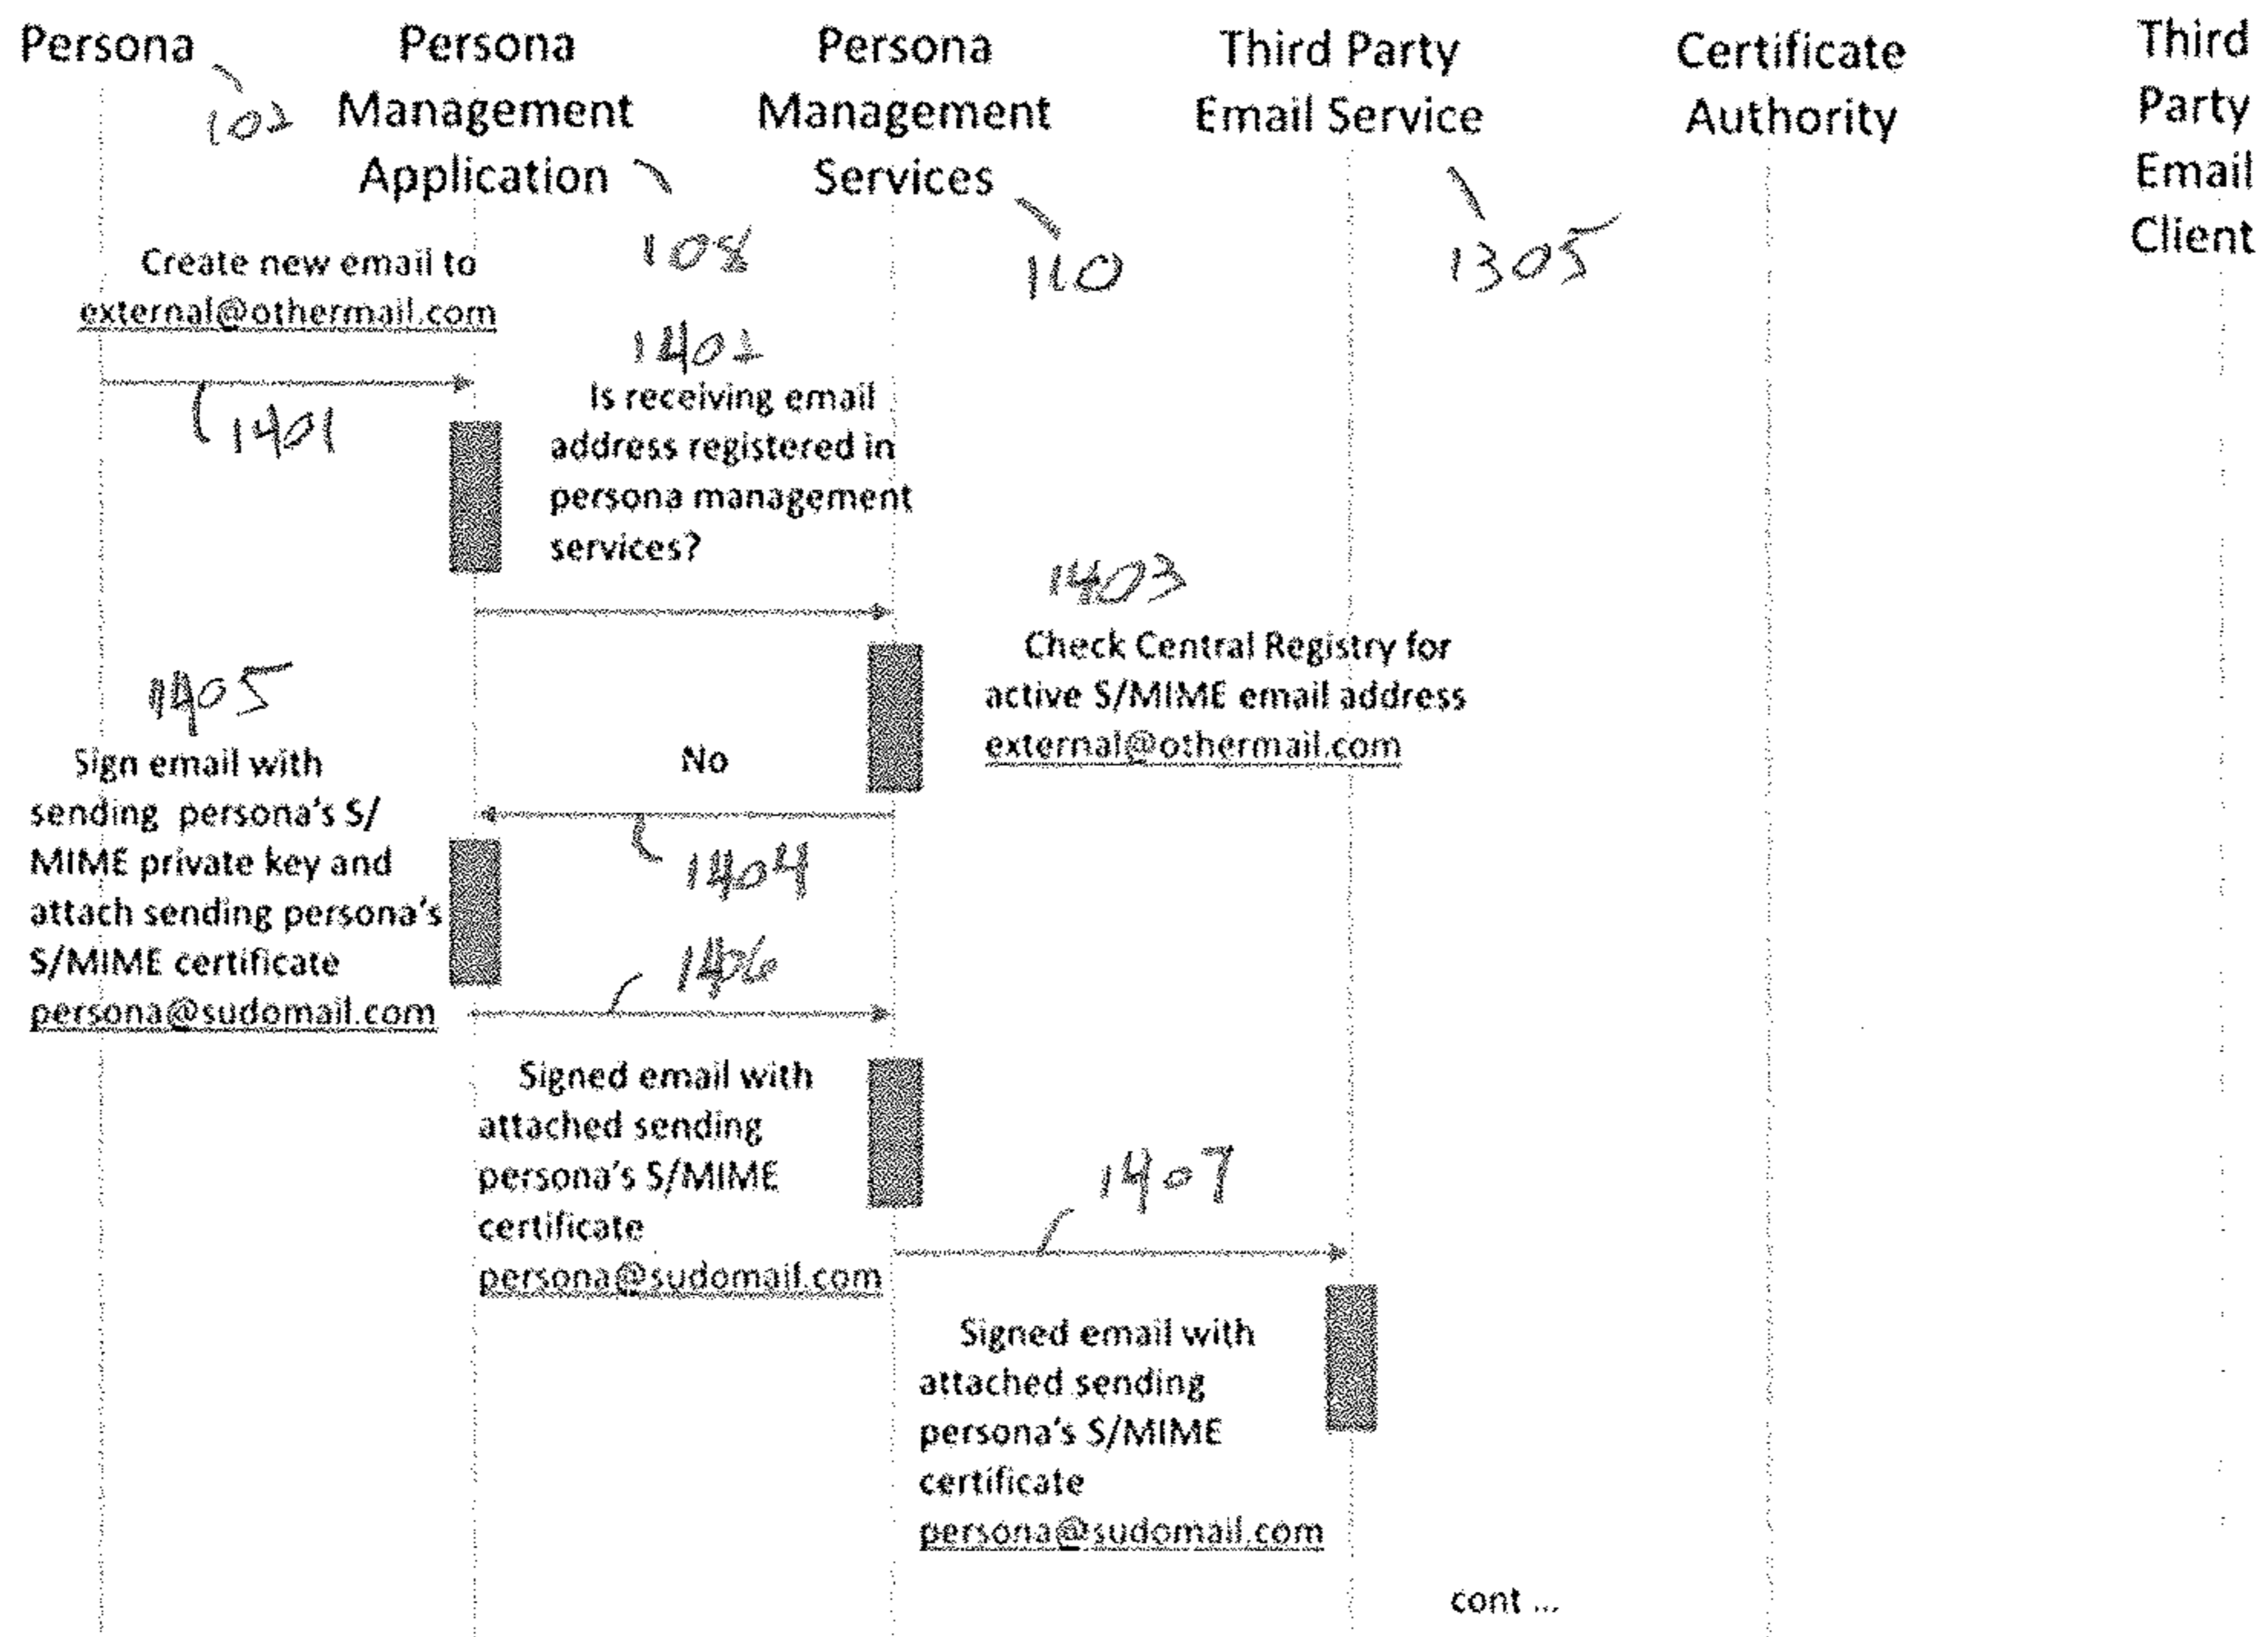 Persona
102
Persona
Management
Application
108
Persona
Management
Services
110
Third Party
Email Service
1305
Certificate
Authority
Third
Party
Email
Client
Create new email to
external@othermail.com
1401
1402
Is receiving email
address registered in
persona management
services?
1403
Check Central Registry for
active S/MIME email address
external@othermail.com
No
1404
1405
Sign email with
sending persona's S/
MIME private key and
attach sending persona's
S/MIME certificate
persona@sudomail.com
1406
Signed email with
attached sending
persona's S/MIME
certificate
persona@sudomail.com
1407
Signed email with
attached sending
persona's S/MIME
certificate
persona@sudomail.com
cont ...